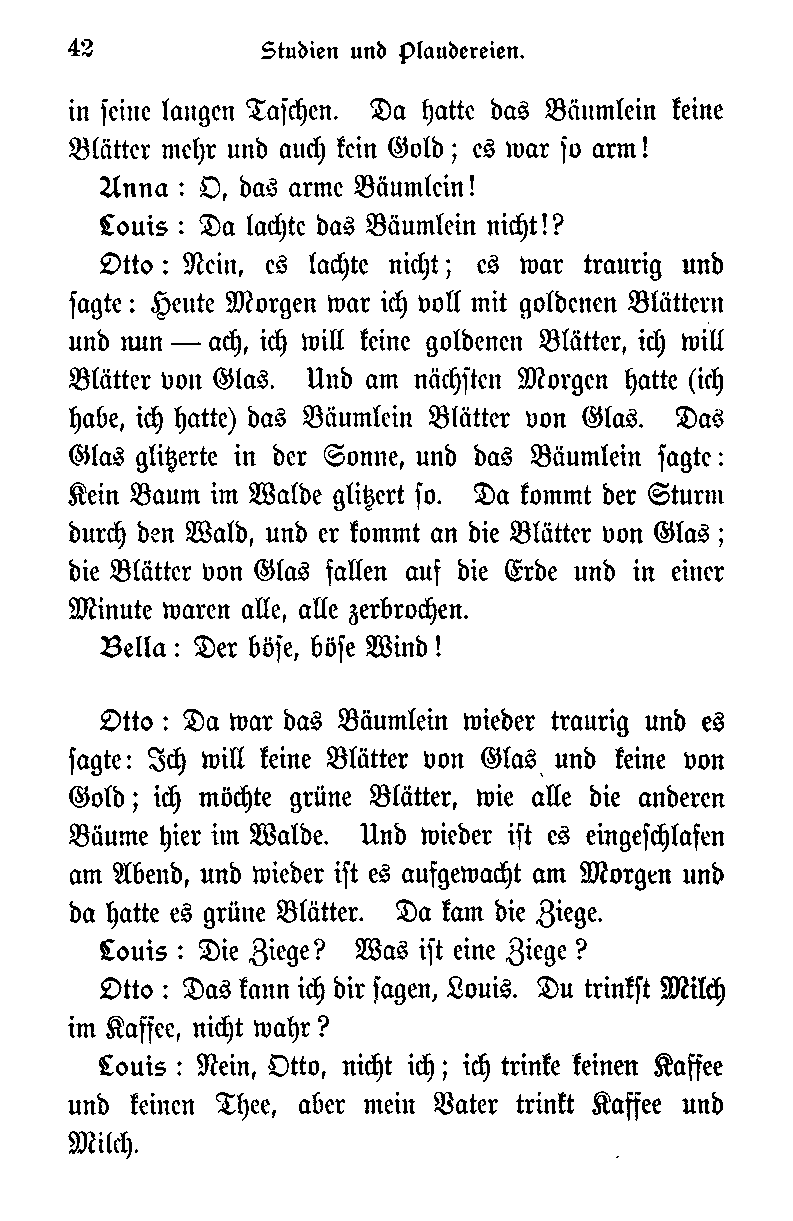 42 Studien und Plaudereien.
in seine langen Taschen. Da hatte das Bäumlein keine
Blätter mehr und auch kein Gold; es war so arm!
Anna: O, das arme Bäumlein!
Louis: Da lachte das Bäumlein nicht!?
Otto: Nein, es lachte nicht; es war traurig und
sagte: Heute Morgen war ich voll mit goldenen Blättern
und nun — ach, ich will keine goldenen Blätter, ich will
Blätter von Glas. Und am nächsten Morgen hatte (ich
habe, ich hatte) das Bäumlein Blätter von Glas. Das
Glas glitzerte in der Sonne, und das Bäumlein sagte:
Kein Baum im Walde glitzert so. Da kommt der Sturm
durch den Wald, und er kommt an die Blätter von Glas;
die Blätter von Glas fallen auf die Erde und in einer
Minute waren alle, alle zerbrochen.
Bella: Der böse, böse Wind!
Otto: Da war das Bäumlein wieder traurig und es
sagte: Ich will keine Blätter von Glas und keine von
Gold; ich möchte grüne Blätter, wie alle die anderen
Bäume hier im Walde. Und wieder ist es eingeschlafen
am Abend, und wieder ist es aufgewacht am Morgen und
da hatte es grüne Blätter. Da kam die Ziege.
Louis: Die Ziege? Was ist eine Ziege?
Otto: Das kann ich dir sagen, Louis. Du trinkst Milch
im Kaffee, nicht wahr?
Louis: Nein, Otto, nicht ich; ich trinke keinen Kaffee
und keinen Thee, aber mein Vater trinkt Kaffee und
Milch.